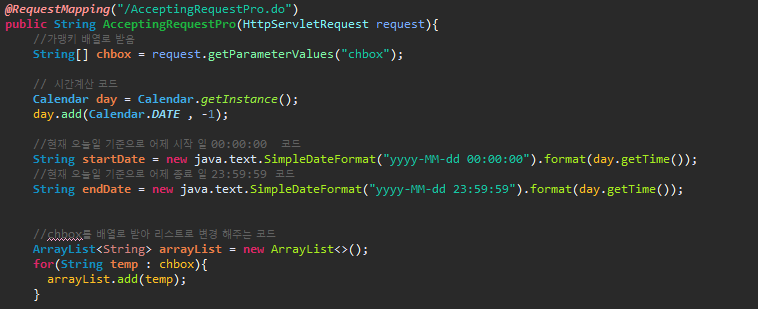 @RequestMapping("/AcceptingRequestPro.do")
public String AcceptingRequestPro(HttpServletRequest request){
//가맹키 배열로 받음
String[] chbox = request.getParameterValues("chbox");
// 시간계산 코드
Calendar day = Calendar.getInstance();
day.add(Calendar.DATE , -1);
//현재 오늘일 기준으로 어제 시작 일 00:00:00  코드
String startDate = new java.text.SimpleDateFormat("yyyy-MM-dd 00:00:00").format(day.getTime());
//현재 오늘일 기준으로 어제 종료 일 23:59:59 코드
String endDate = new java.text.SimpleDateFormat("yyyy-MM-dd 23:59:59").format(day.getTime());
//chbox를 배열로 받아 리스트로 변경 해주는 코드
ArrayList<String> arrayList = new ArrayList<>();
for(String temp : chbox){
arrayList.add(temp);
}